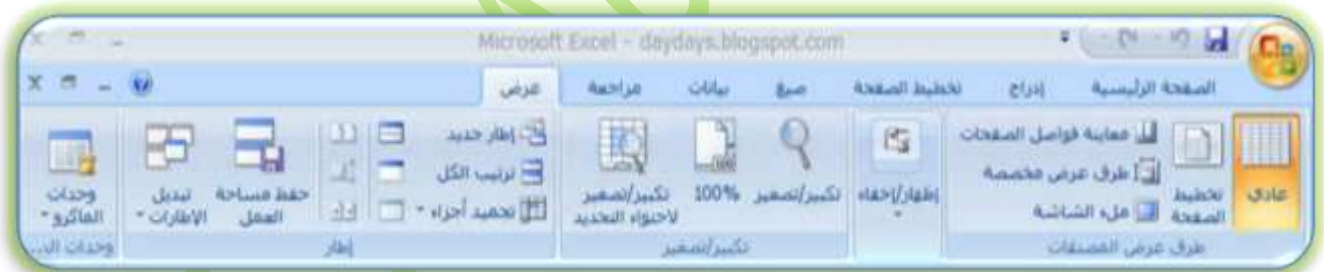 Microsoft Excel - daydays.blogspot.com
الصفحة الرئيسية إدراج تخطيط الصفحة صيغ بيانات مراجعة عرض
عادي
تخطيط الصفحة
معاينة فواصل الصفحات
طرق عرض مخصصة
ملء الشاشة
طرق عرض المصنفات
إظهار/إخفاء
تكبير/تصغير
100%
تكبير/تصغير
لاحتواء التحديد
تكبير/تصغير
إطار جديد
ترتيب الكل
تجميد أجزاء
حفظ مساحة
العمل
تبديل
الإطارات
إطار
وحدات
الماكرو
وحدات ال...